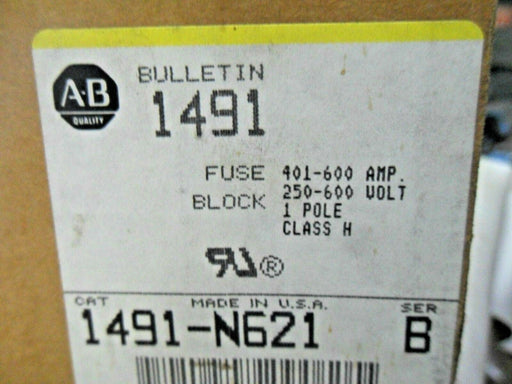 A-B
QUALITY
BULLETIN
1491
FUSE
BLOCK
401-600 AMP.
250-600 VOLT
1 POLE
CLASS H
RU®
CAT
MADE IN U.S.A.
SER
1491-N621
B